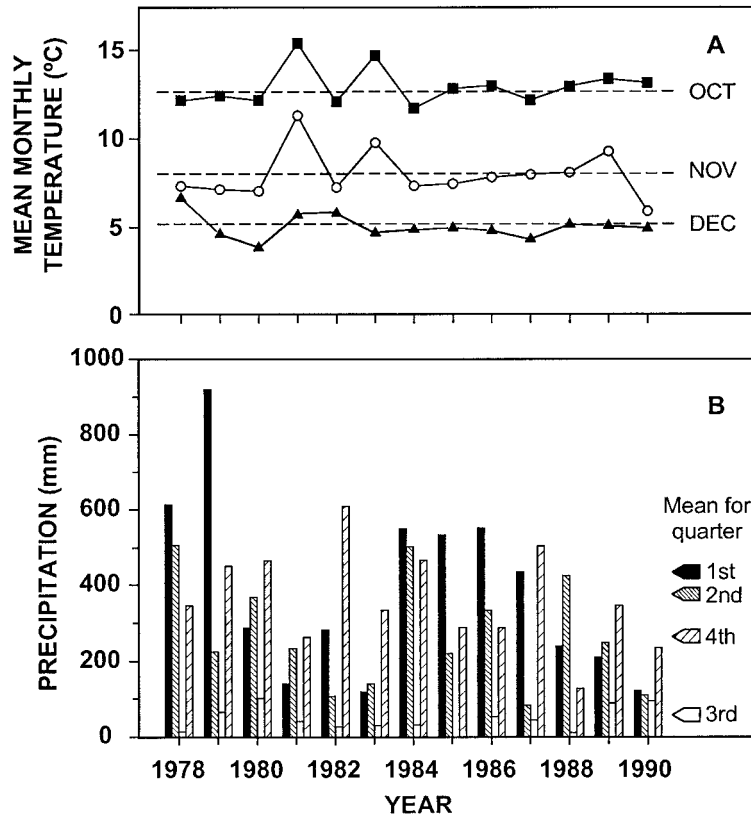 A
MEAN MONTHLY
TEMPERATURE (ºC)
15
10
5
0
OCT
NOV
DEC
B
PRECIPITATION (mm)
1000
800
600
400
200
0
Mean for
quarter
1st
2nd
4th
3rd
1978 1980 1982 1984 1986 1988 1990
YEAR